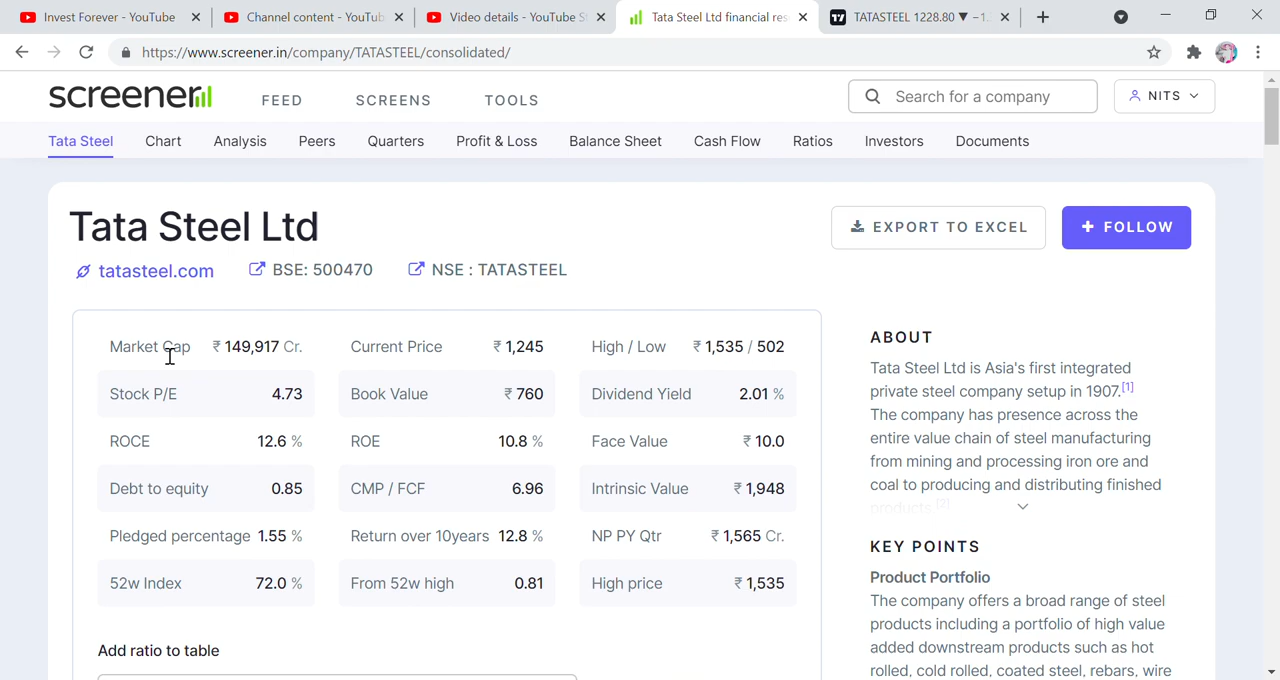 Invest Forever - YouTube
Channel content - YouTub
Video details - YouTube S
Tata Steel Ltd financial res
TATASTEEL 1228.80 ▼ −1.
https://www.screener.in/company/TATASTEEL/consolidated/
screener
FEED
SCREENS
TOOLS
Search for a company
NITS
Tata Steel
Chart
Analysis
Peers
Quarters
Profit & Loss
Balance Sheet
Cash Flow
Ratios
Investors
Documents
Tata Steel Ltd
EXPORT TO EXCEL
+ FOLLOW
tatasteel.com
BSE: 500470
NSE : TATASTEEL
Market Cap ₹ 149,917 Cr.
Current Price ₹ 1,245
High / Low ₹ 1,535 / 502
Stock P/E 4.73
Book Value ₹ 760
Dividend Yield 2.01 %
ROCE 12.6 %
ROE 10.8 %
Face Value ₹ 10.0
Debt to equity 0.85
CMP / FCF 6.96
Intrinsic Value ₹ 1,948
Pledged percentage 1.55 %
Return over 10years 12.8 %
NP PY Qtr ₹ 1,565 Cr.
52w Index 72.0 %
From 52w high 0.81
High price ₹ 1,535
Add ratio to table
ABOUT
Tata Steel Ltd is Asia's first integrated
private steel company setup in 1907.[1]
The company has presence across the
entire value chain of steel manufacturing
from mining and processing iron ore and
coal to producing and distributing finished
products.[2]
KEY POINTS
Product Portfolio
The company offers a broad range of steel
products including a portfolio of high value
added downstream products such as hot
rolled, cold rolled, coated steel, rebars, wire